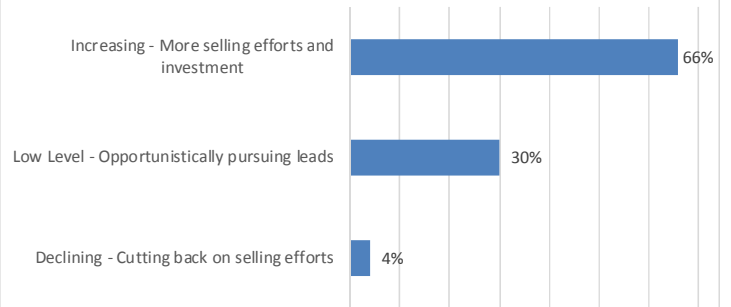 Increasing - More selling efforts and
investment
66%
Low Level - Opportunistically pursuing leads
30%
Declining - Cutting back on selling efforts
4%